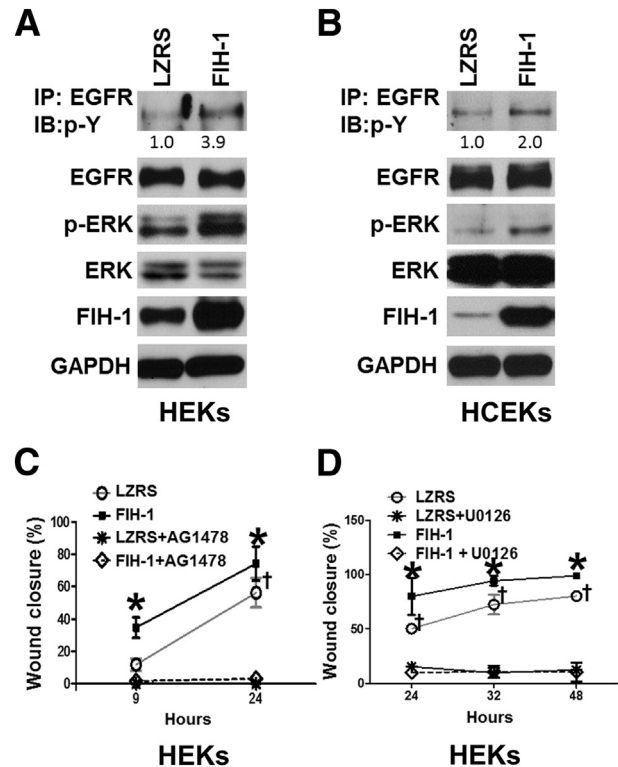 A
LZRS
FIH-1
IP: EGFR
IB:p-Y
1.0 3.9
EGFR
p-ERK
ERK
FIH-1
GAPDH
HEKs
B
LZRS
FIH-1
IP: EGFR
IB:p-Y
1.0 2.0
EGFR
p-ERK
ERK
FIH-1
GAPDH
HCEKs
C
LZRS
FIH-1
LZRS+AG1478
FIH-1+AG1478
Wound closure (%)
100
80
60
40
20
0
* *
†
9 24
Hours
HEKs
D
LZRS
LZRS+U0126
FIH-1
FIH-1 + U0126
Wound closure (%)
150
100
50
0
* * *
† † †
24 32 48
Hours
HEKs